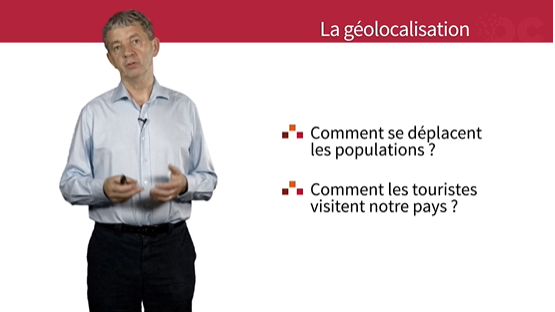 La géolocalisation
Comment se déplacent
les populations ?
Comment les touristes
visitent notre pays ?